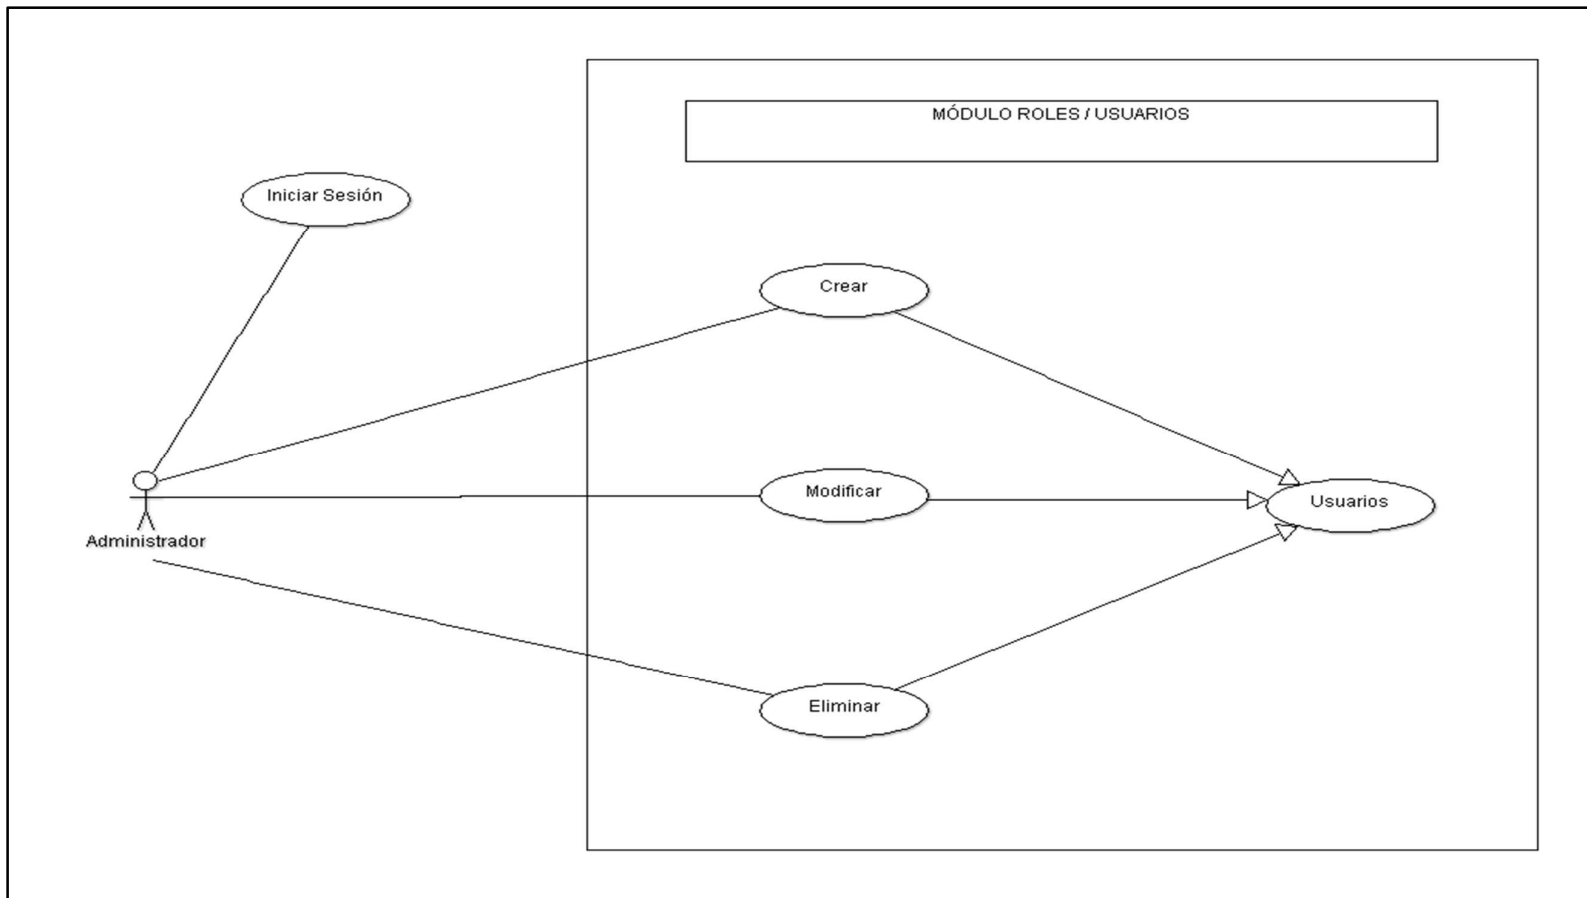 MÓDULO ROLES / USUARIOS
Iniciar Sesión
Crear
Modificar
Usuarios
Administrador
Eliminar